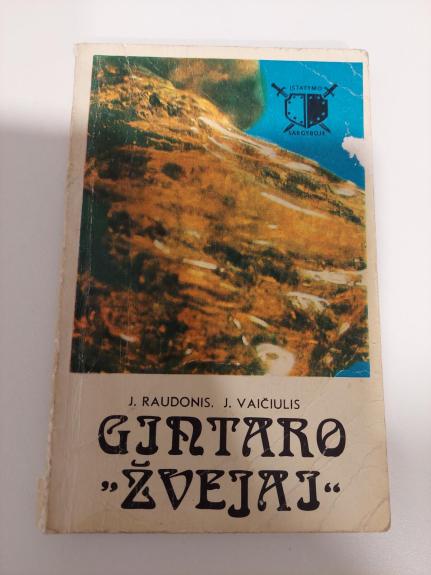 ĮSTATYMO
SARGYBOJE
J. RAUDONIS, J. VAIČIULIS
GINTARO
„ŽVEJAI“